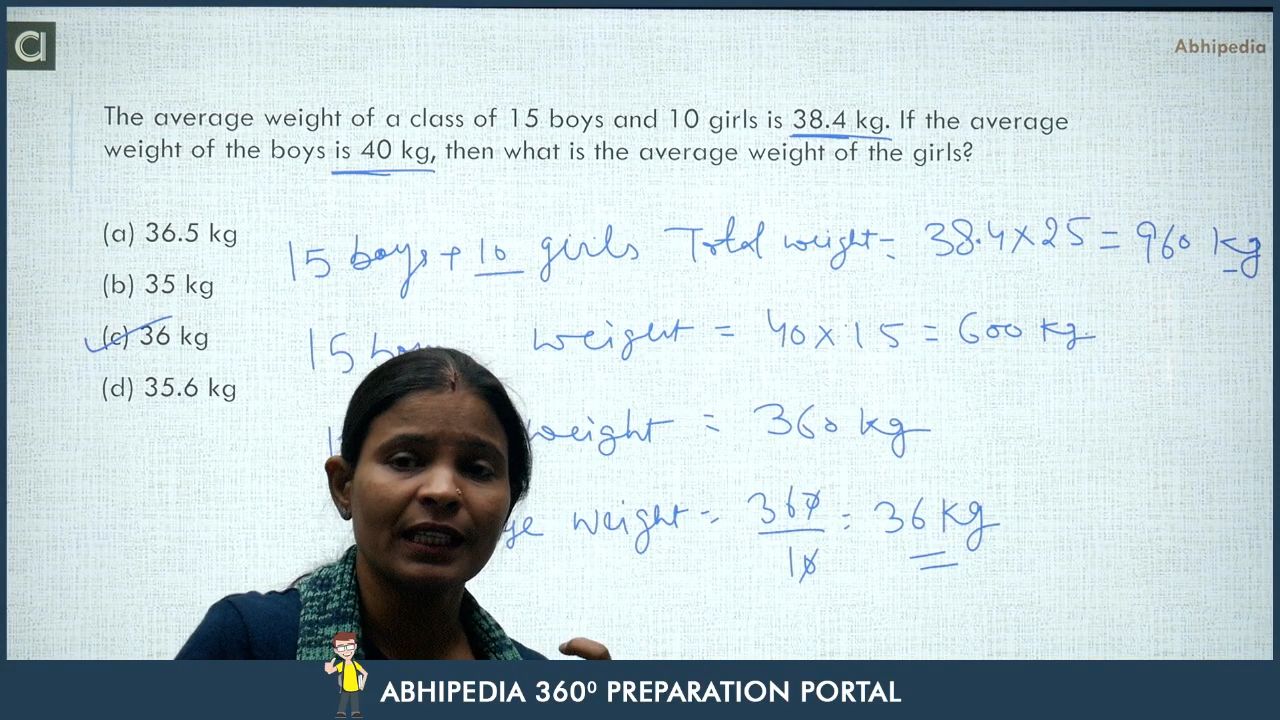 Abhipedia
The average weight of a class of 15 boys and 10 girls is 38.4 kg. If the average
weight of the boys is 40 kg, then what is the average weight of the girls?
(a) 36.5 kg
(b) 35 kg
(c) 36 kg
(d) 35.6 kg
15 boys + 10 girls Total weight = 38.4 × 25 = 960 kg
15 weight = 40 × 15 = 600 kg
weight = 360 kg
weight = 360/10 = 36 kg
ABHIPEDIA 360⁰ PREPARATION PORTAL